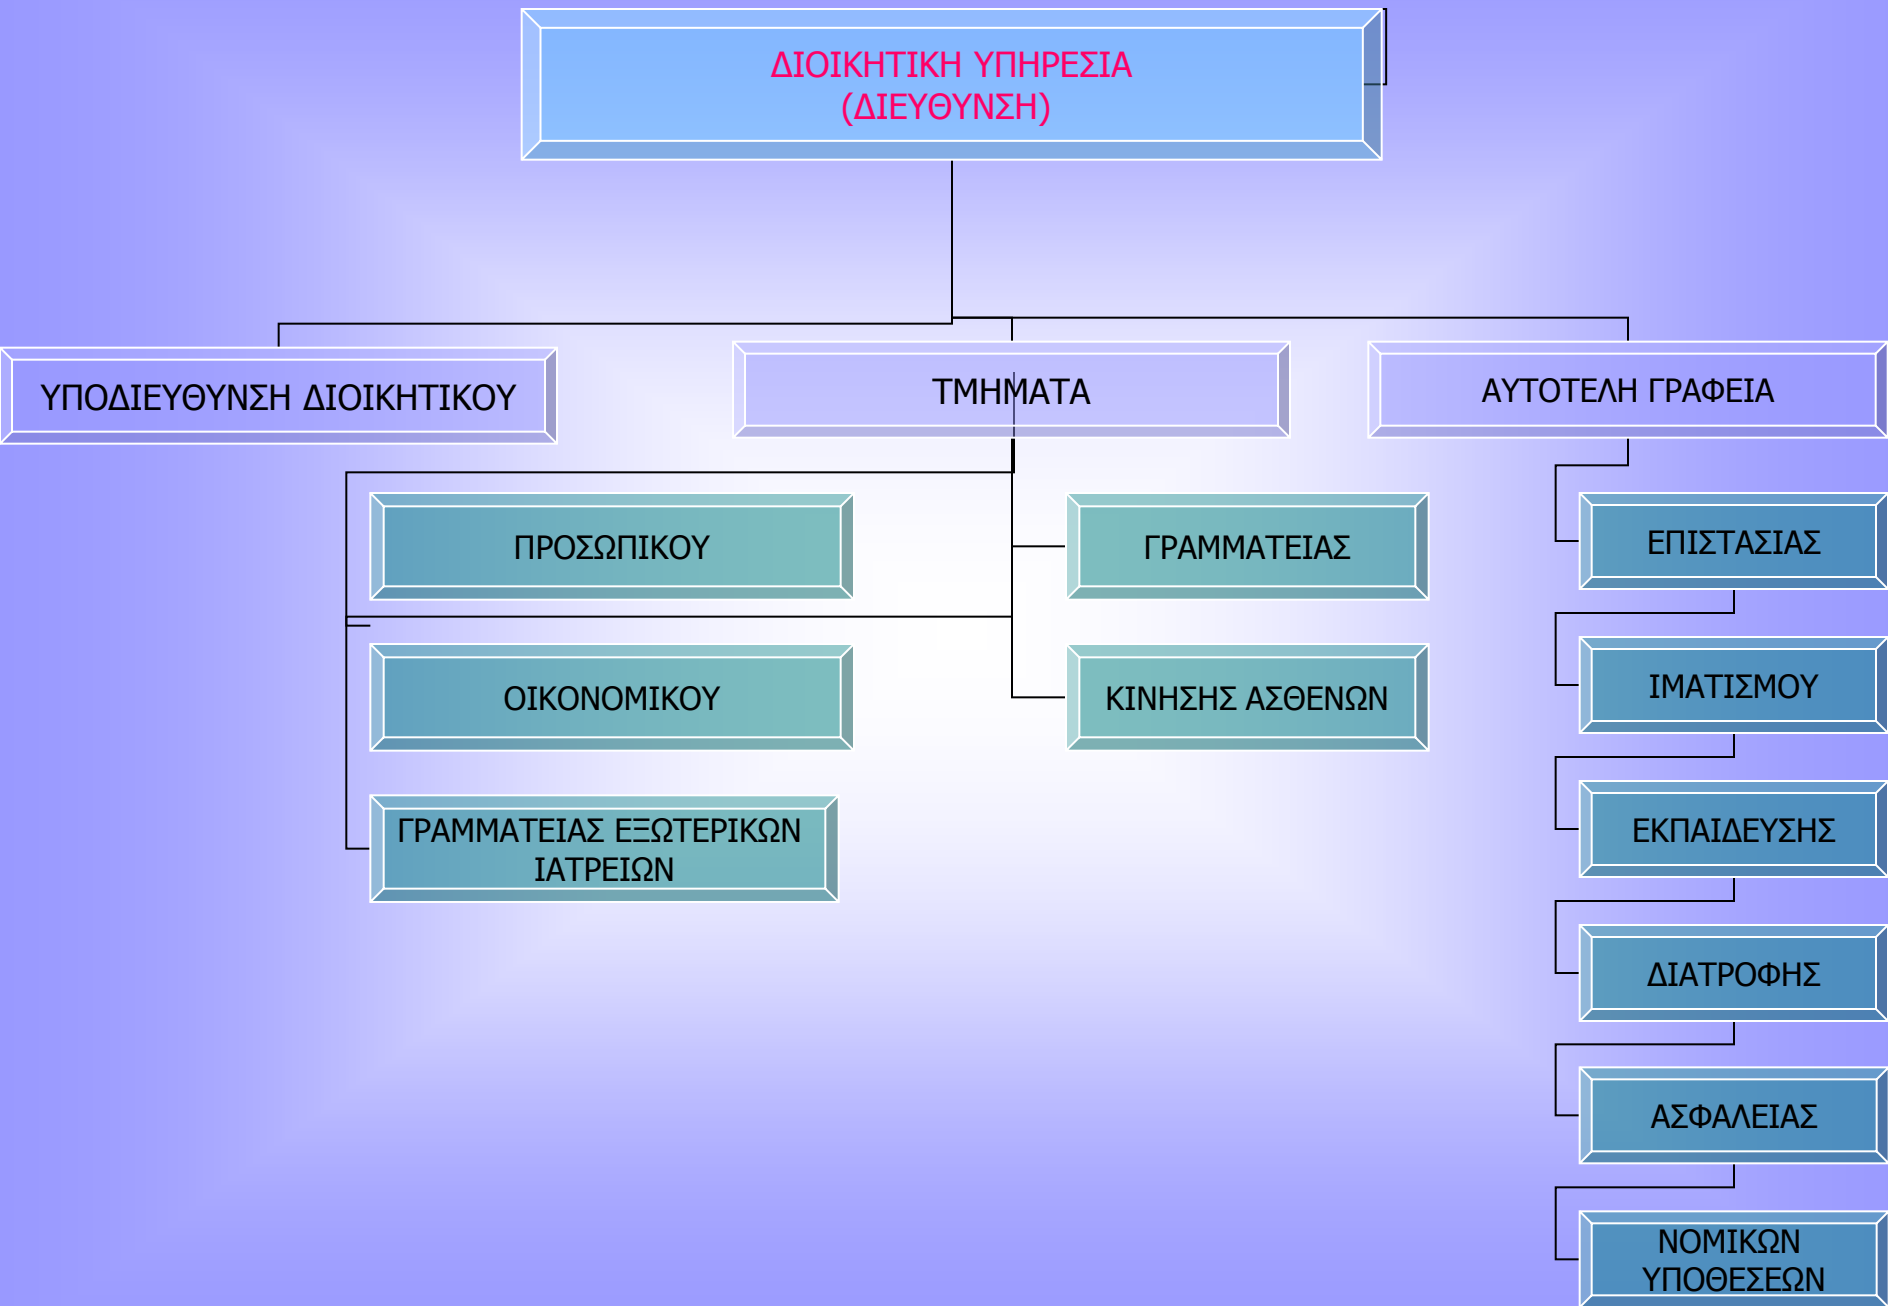 ΔΙΟΙΚΗΤΙΚΗ ΥΠΗΡΕΣΙΑ
(ΔΙΕΥΘΥΝΣΗ)
ΥΠΟΔΙΕΥΘΥΝΣΗ ΔΙΟΙΚΗΤΙΚΟΥ
ΤΜΗΜΑΤΑ
ΑΥΤΟΤΕΛΗ ΓΡΑΦΕΙΑ
ΠΡΟΣΩΠΙΚΟΥ
ΓΡΑΜΜΑΤΕΙΑΣ
ΟΙΚΟΝΟΜΙΚΟΥ
ΚΙΝΗΣΗΣ ΑΣΘΕΝΩΝ
ΓΡΑΜΜΑΤΕΙΑΣ ΕΞΩΤΕΡΙΚΩΝ
ΙΑΤΡΕΙΩΝ
ΕΠΙΣΤΑΣΙΑΣ
ΙΜΑΤΙΣΜΟΥ
ΕΚΠΑΙΔΕΥΣΗΣ
ΔΙΑΤΡΟΦΗΣ
ΑΣΦΑΛΕΙΑΣ
ΝΟΜΙΚΩΝ
ΥΠΟΘΕΣΕΩΝ